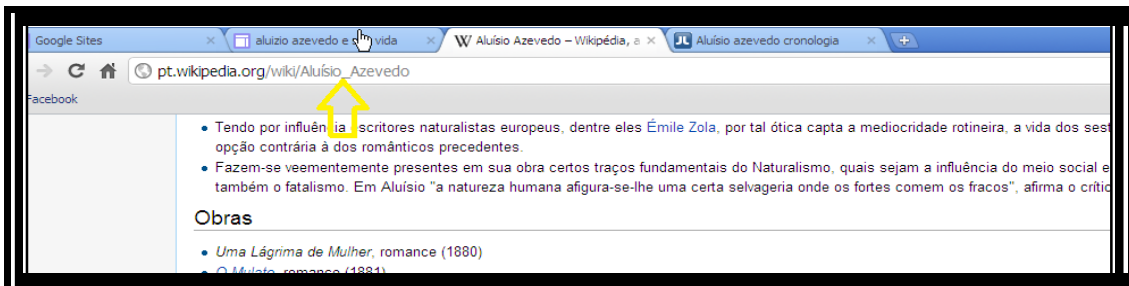 Google Sites
aluizio azevedo e vida
Aluísio Azevedo – Wikipédia, a
Aluísio azevedo cronologia
pt.wikipedia.org/wiki/Aluísio_Azevedo
Facebook
Tendo por influência escritores naturalistas europeus, dentre eles Émile Zola, por tal ótica capta a mediocridade rotineira, a vida dos sest
opção contrária à dos românticos precedentes.
Fazem-se veementemente presentes em sua obra certos traços fundamentais do Naturalismo, quais sejam a influência do meio social e
também o fatalismo. Em Aluísio "a natureza humana afigura-se-lhe uma certa selvageria onde os fortes comem os fracos", afirma o crític
Obras
Uma Lágrima de Mulher, romance (1880)
O Mulato, romance (1881)